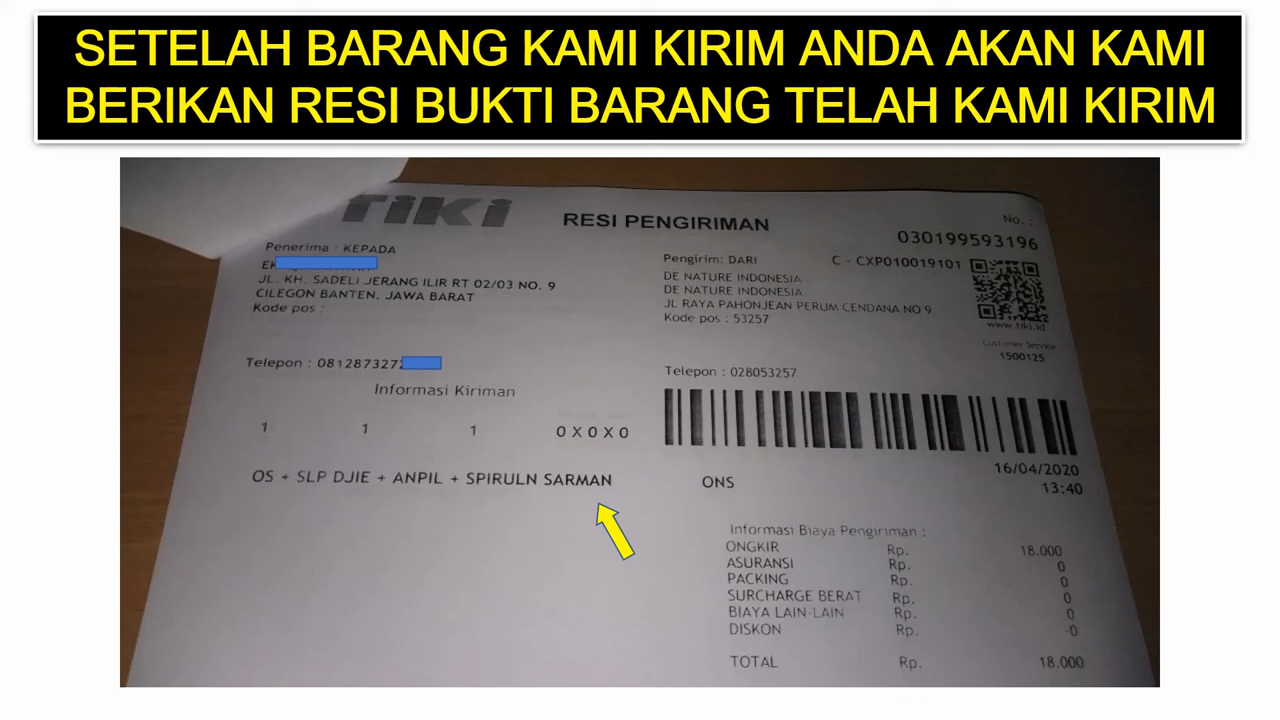 SETELAH BARANG KAMI KIRIM ANDA AKAN KAMI
BERIKAN RESI BUKTI BARANG TELAH KAMI KIRIM
TiKi
RESI PENGIRIMAN
No. :
030199593196
Penerima : KEPADA
JL. KH. SADELI JERANG ILIR RT 02/03 NO. 9
CILEGON BANTEN, JAWA BARAT
Kode pos :
Pengirim: DARI
C - CXP010019101
DE NATURE INDONESIA
DE NATURE INDONESIA
JL RAYA PAHONJEAN PERUM CENDANA NO 9
Kode pos : 53257
www.tiki.id
Customer Service
1500125
Telepon : 081287327
Telepon : 028053257
Informasi Kiriman
1 1 1 0 X 0 X 0
16/04/2020
13:40
OS + SLP DJIE + ANPIL + SPIRULN SARMAN
ONS
Informasi Biaya Pengiriman :
ONGKIR Rp. 18.000
ASURANSI Rp. 0
PACKING Rp. 0
SURCHARGE BERAT Rp. 0
BIAYA LAIN-LAIN Rp. 0
DISKON Rp. -0
TOTAL Rp. 18.000